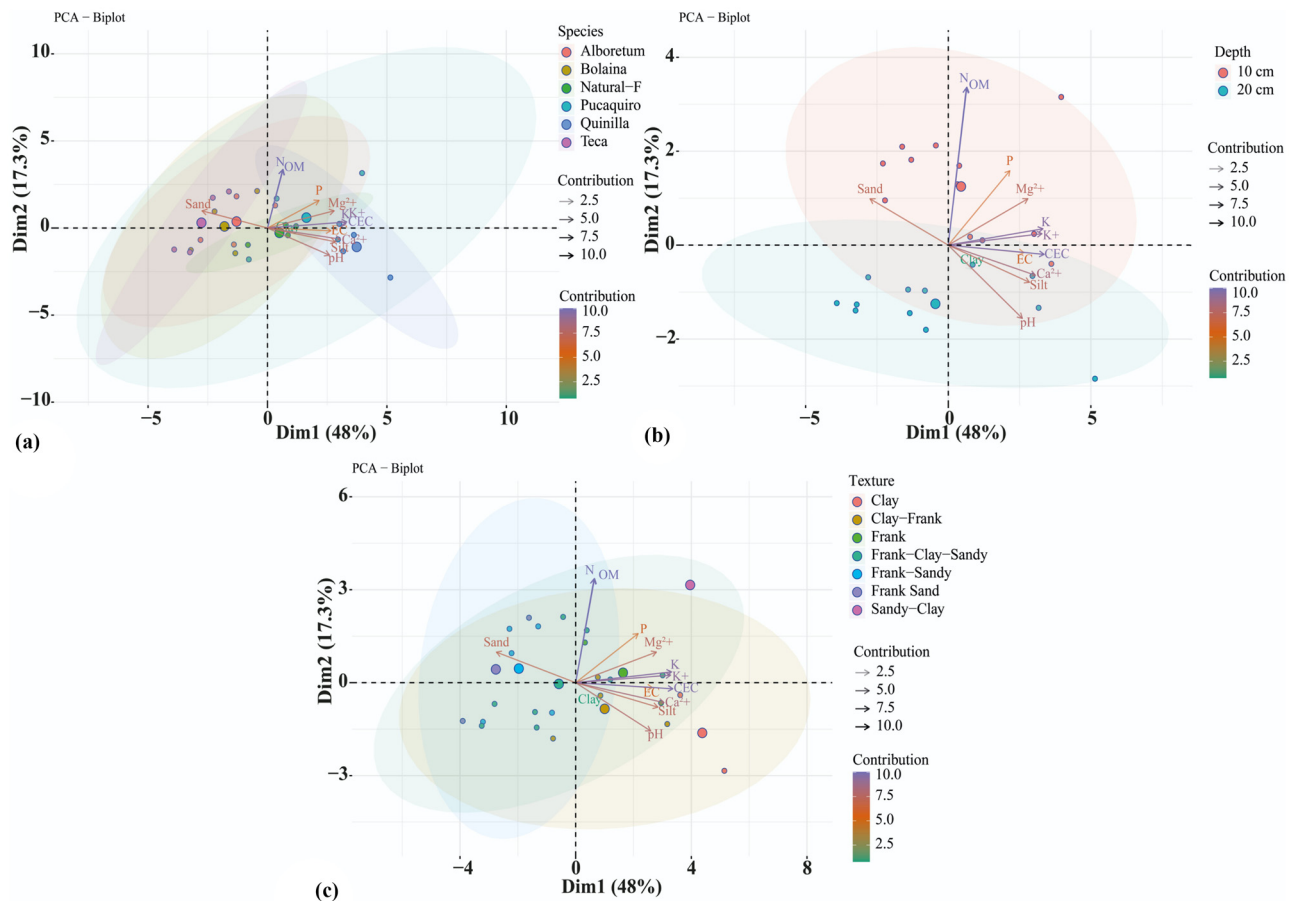 PCA − Biplot
Species
Alboretum
Bolaina
Natural−F
Pucaquiro
Quinilla
Teca
Contribution
2.5
5.0
7.5
10.0
Contribution
10.0
7.5
5.0
2.5
10
5
0
−5
−10
Dim2 (17.3%)
N OM
P
Sand
Mg²⁺
K K+
CEC
EC
Ca²⁺
Silt
pH
−5
0
5
10
Dim1 (48%)
(a)
PCA − Biplot
Depth
10 cm
20 cm
Contribution
2.5
5.0
7.5
10.0
Contribution
10.0
7.5
5.0
2.5
4
2
0
−2
Dim2 (17.3%)
N OM
P
Sand
Mg²⁺
K
K+
CEC
Clay
EC
Ca²⁺
Silt
pH
−5
0
5
Dim1 (48%)
(b)
PCA − Biplot
Texture
Clay
Clay−Frank
Frank
Frank−Clay−Sandy
Frank−Sandy
Frank Sand
Sandy−Clay
Contribution
2.5
5.0
7.5
10.0
Contribution
10.0
7.5
5.0
2.5
6
3
0
−3
Dim2 (17.3%)
N OM
P
Sand
Mg²⁺
K
K+
CEC
EC
Clay
Ca²⁺
Silt
pH
−4
0
4
8
Dim1 (48%)
(c)